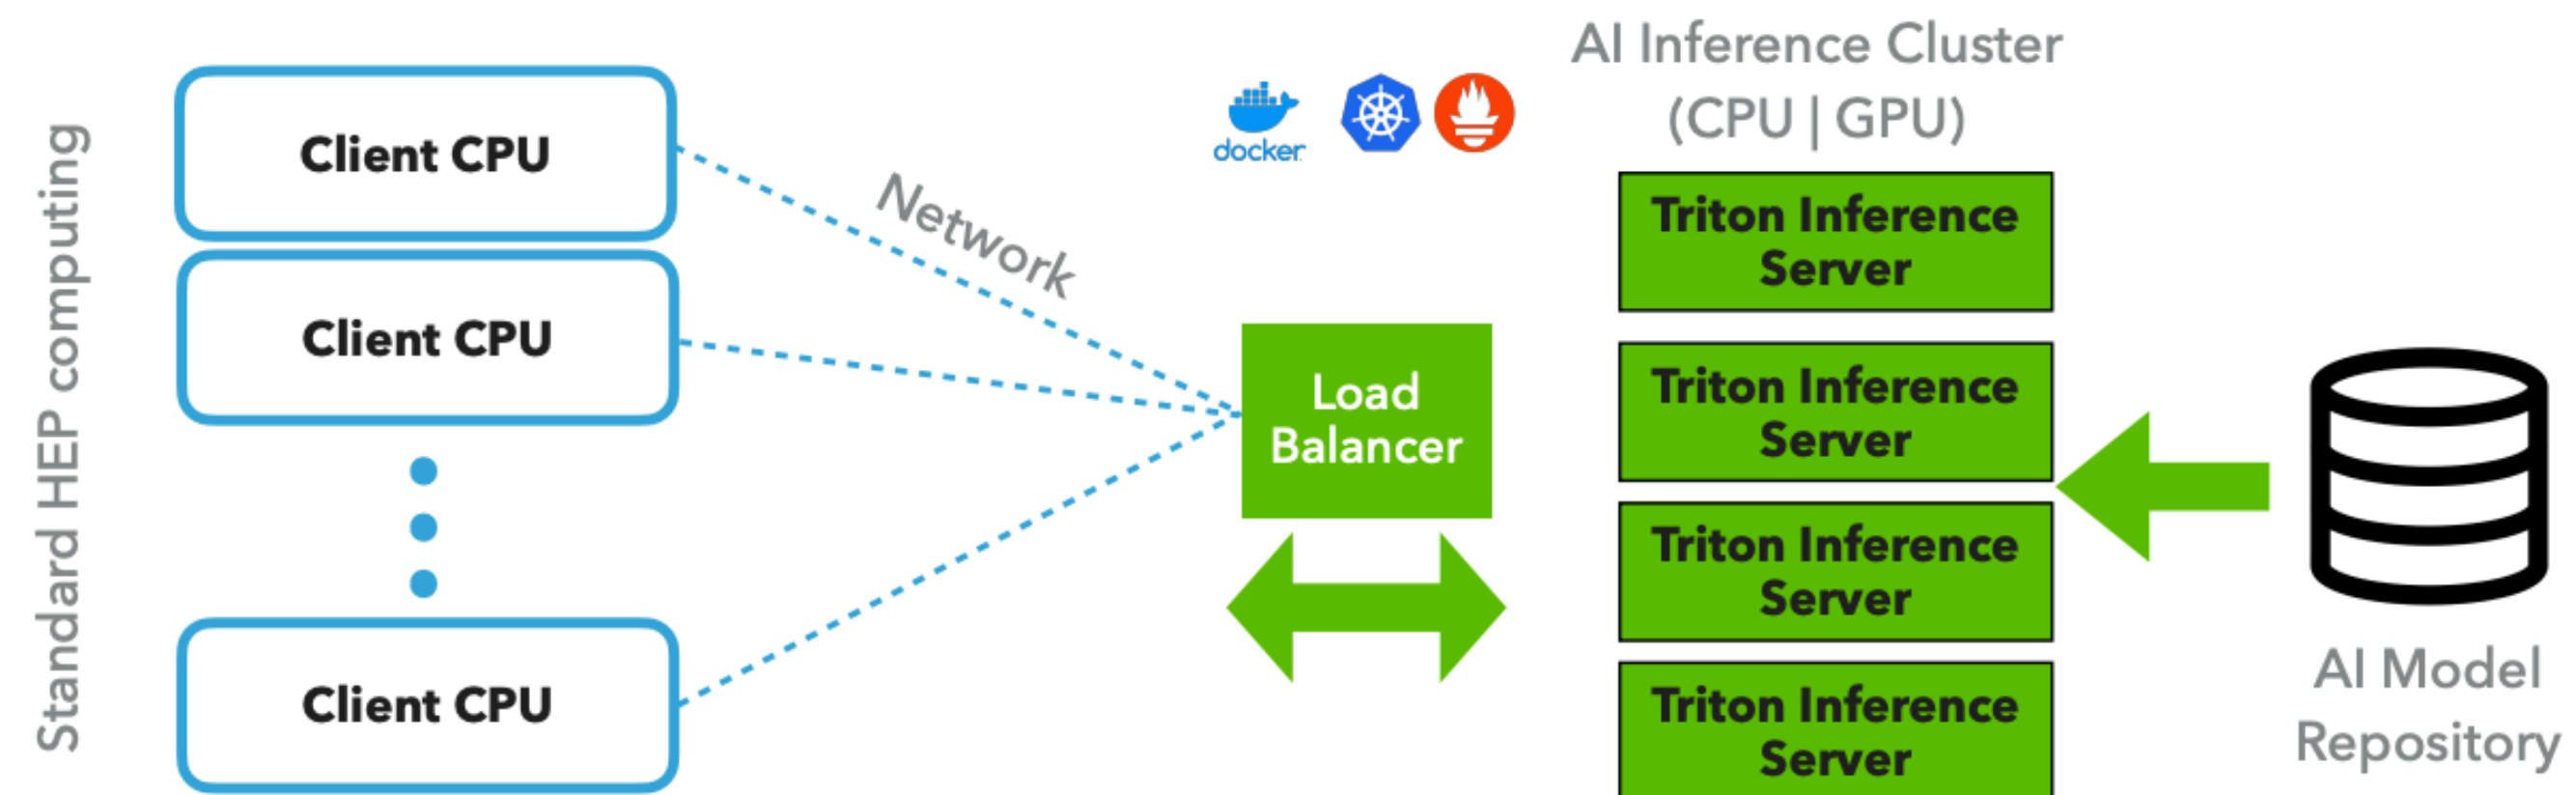 Standard HEP computing
Client CPU
Client CPU
Client CPU
Network
docker
Load
Balancer
AI Inference Cluster
(CPU | GPU)
Triton Inference
Server
Triton Inference
Server
Triton Inference
Server
Triton Inference
Server
AI Model
Repository